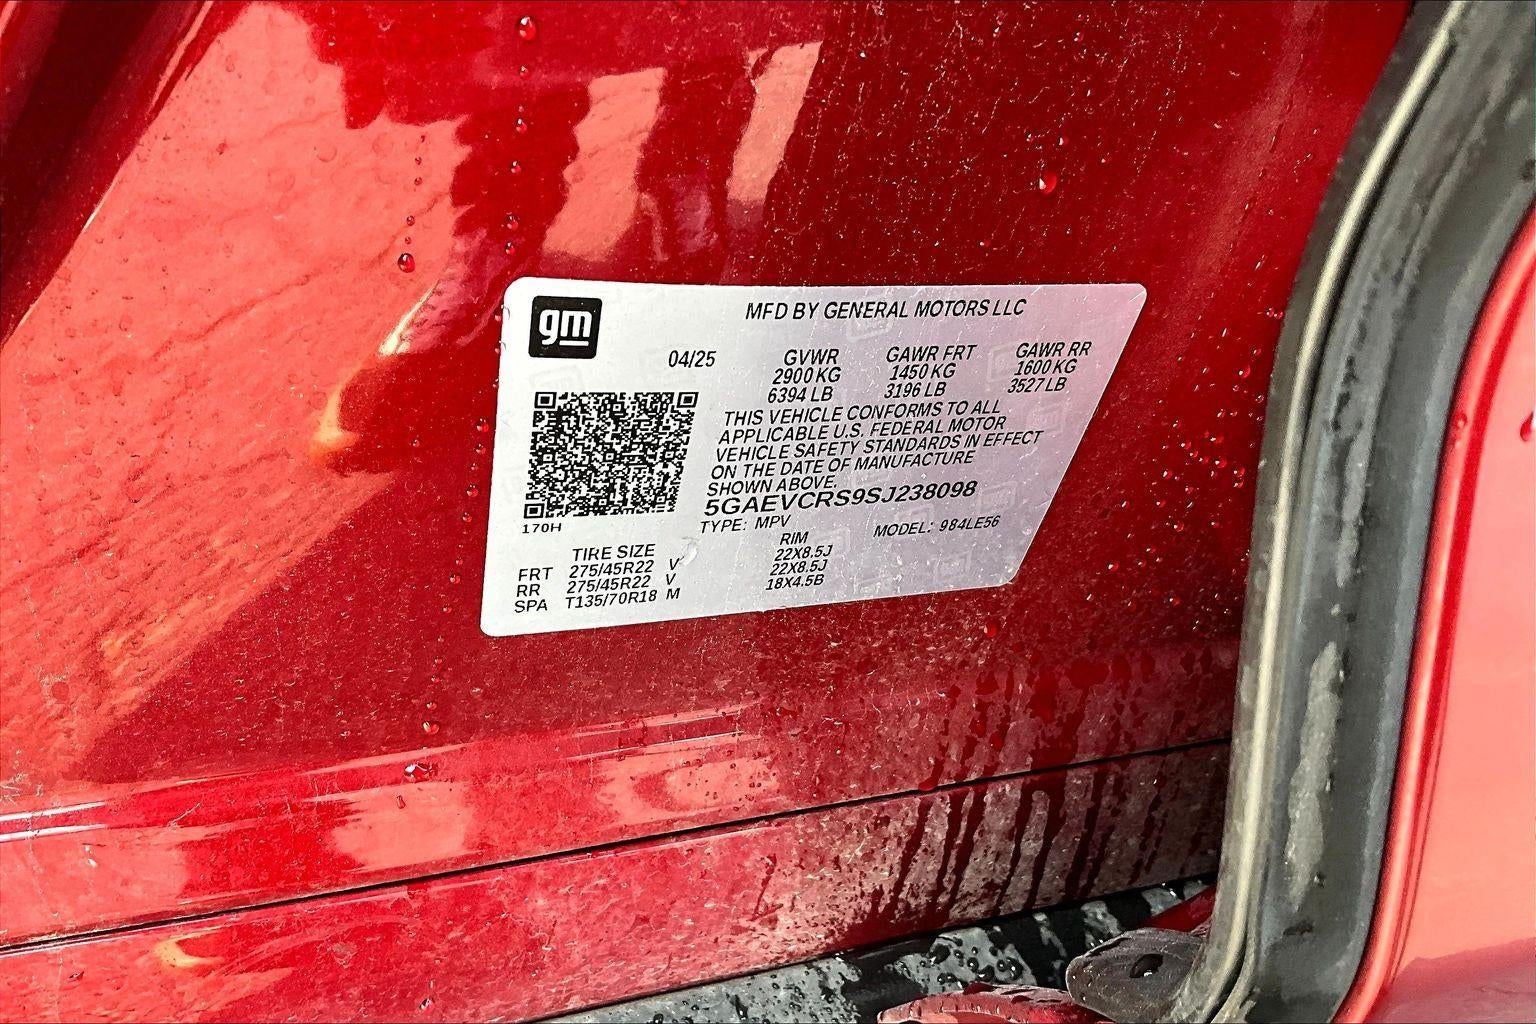 gm
MFD BY GENERAL MOTORS LLC
04/25 GVWR GAWR FRT GAWR RR
2900 KG 1450 KG 1600 KG
6394 LB 3196 LB 3527 LB
THIS VEHICLE CONFORMS TO ALL
APPLICABLE U.S. FEDERAL MOTOR
VEHICLE SAFETY STANDARDS IN EFFECT
ON THE DATE OF MANUFACTURE
SHOWN ABOVE.
5GAEVCRS9SJ238098
170H
TYPE: MPV MODEL: 984LE56
TIRE SIZE RIM
FRT 275/45R22 V 22X8.5J
RR 275/45R22 V 22X8.5J
SPA T135/70R18 M 18X4.5B